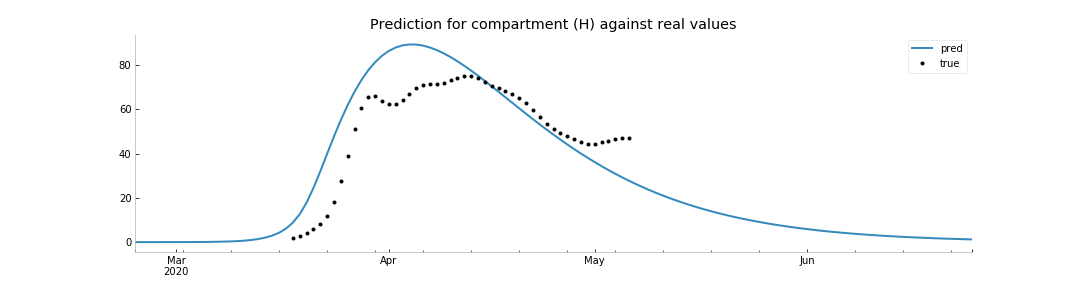 Prediction for compartment (H) against real values
pred
true
80
60
40
20
0
Mar
2020
Apr
May
Jun